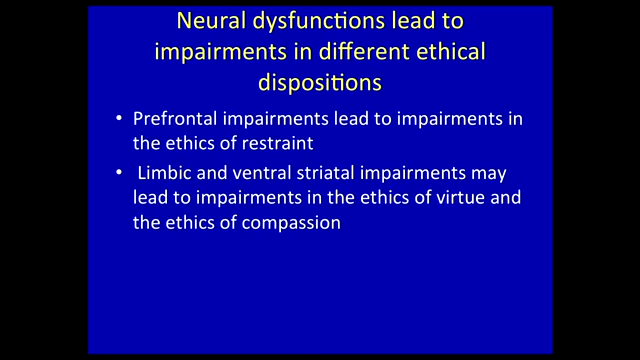 Neural dysfunctions lead to
impairments in different ethical
dispositions
• Prefrontal impairments lead to impairments in
the ethics of restraint
• Limbic and ventral striatal impairments may
lead to impairments in the ethics of virtue and
the ethics of compassion